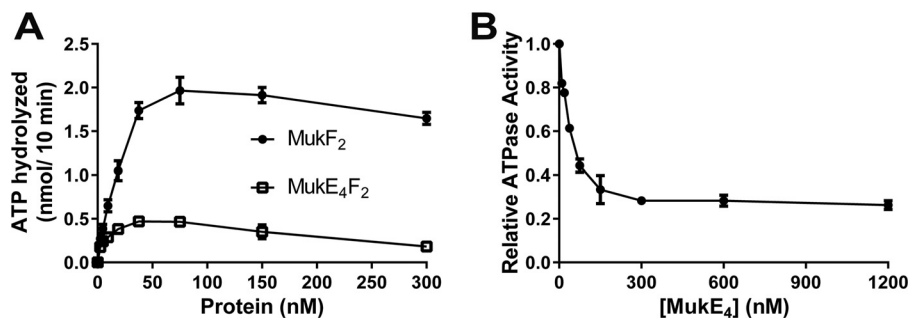 A
ATP hydrolyzed
(nmol/ 10 min)
2.5
2.0
1.5
1.0
0.5
0.0
MukF₂
MukE₄F₂
0 50 100 150 200 250 300
Protein (nM)
B
Relative ATPase Activity
1.0
0.8
0.6
0.4
0.2
0.0
0 300 600 900 1200
[MukE₄] (nM)